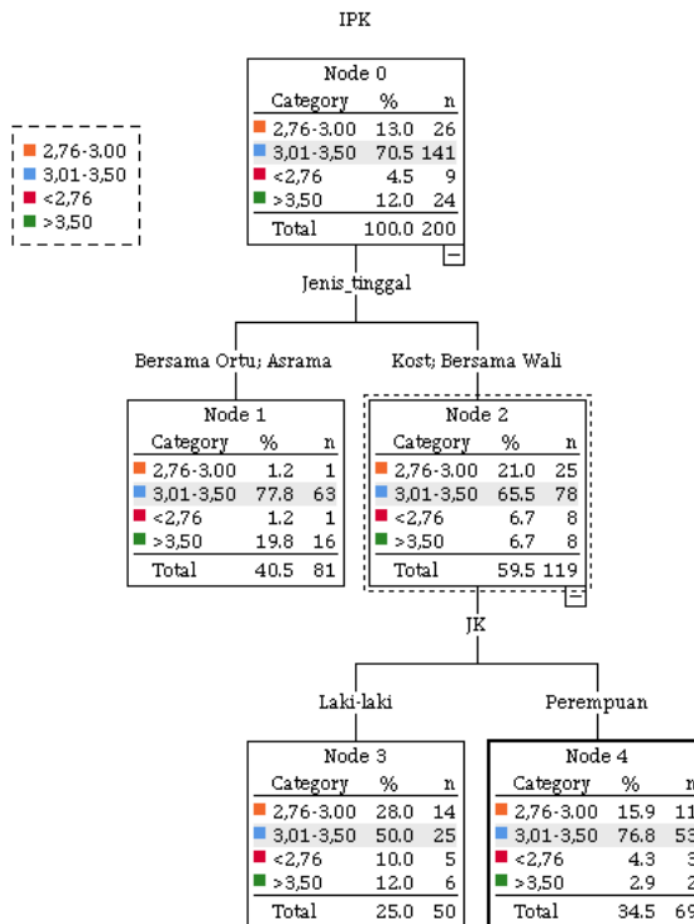 IPK
Node 0
Category % n
2,76-3.00 13.0 26
3,01-3,50 70.5 141
<2,76 4.5 9
>3,50 12.0 24
Total 100.0 200
2,76-3.00
3,01-3,50
<2,76
>3,50
Jenis_tinggal
Bersama Ortu; Asrama
Kost; Bersama Wali
Node 1
Category % n
2,76-3.00 1.2 1
3,01-3,50 77.8 63
<2,76 1.2 1
>3,50 19.8 16
Total 40.5 81
Node 2
Category % n
2,76-3.00 21.0 25
3,01-3,50 65.5 78
<2,76 6.7 8
>3,50 6.7 8
Total 59.5 119
JK
Laki-laki
Perempuan
Node 3
Category % n
2,76-3.00 28.0 14
3,01-3,50 50.0 25
<2,76 10.0 5
>3,50 12.0 6
Total 25.0 50
Node 4
Category % n
2,76-3.00 15.9 11
3,01-3,50 76.8 53
<2,76 4.3 3
>3,50 2.9 2
Total 34.5 69